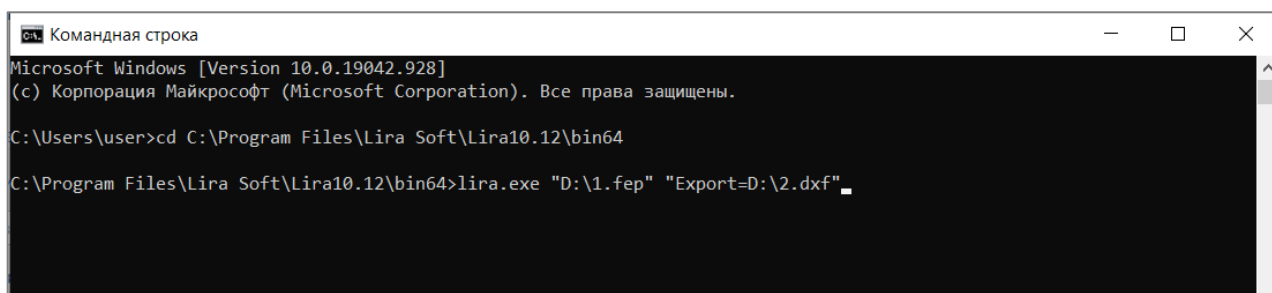 Командная строка
Microsoft Windows [Version 10.0.19042.928]
(c) Корпорация Майкрософт (Microsoft Corporation). Все права защищены.
C:\Users\user>cd C:\Program Files\Lira Soft\Lira10.12\bin64
C:\Program Files\Lira Soft\Lira10.12\bin64>lira.exe "D:\1.fep" "Export=D:\2.dxf"